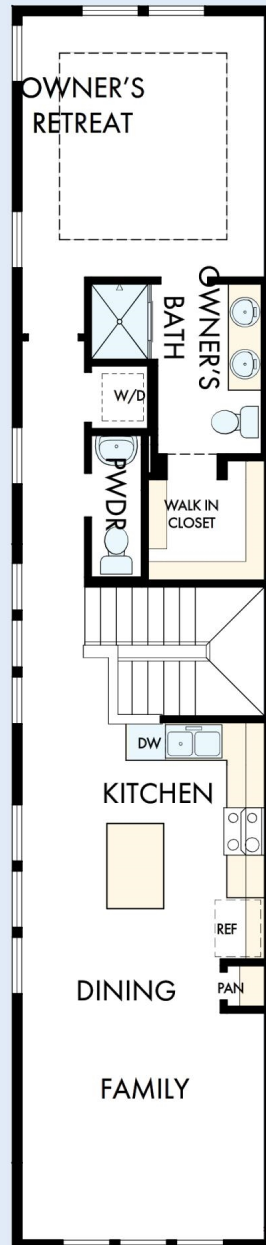 OWNER'S
RETREAT
OWNER'S
BATH
W/D
PWDR
WALK IN
CLOSET
DW
KITCHEN
REF
DINING
PAN
FAMILY